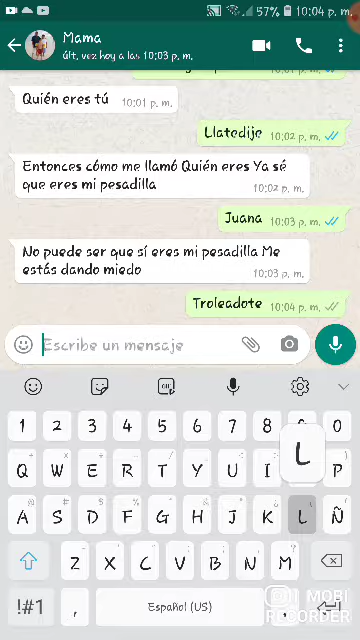 57% 10:04 p. m.
Mama
últ. vez hoy a las 10:03 p. m.
Quién eres tú
10:01 p. m.
Llatedije
10:02 p. m.
Entonces cómo me llamó Quién eres Ya sé
que eres mi pesadilla
10:02 p. m.
Juana
10:03 p. m.
No puede ser que sí eres mi pesadilla Me
estás dando miedo
10:03 p. m.
Troleadote
10:04 p. m.
Escribe un mensaje
GIF
1 2 3 4 5 6 7 8 0
L
Q W E R T Y U I P
A S D F G H J K L Ñ
Z X C V B N M
!#1 , Español (US) .
MOBI
RECORDER